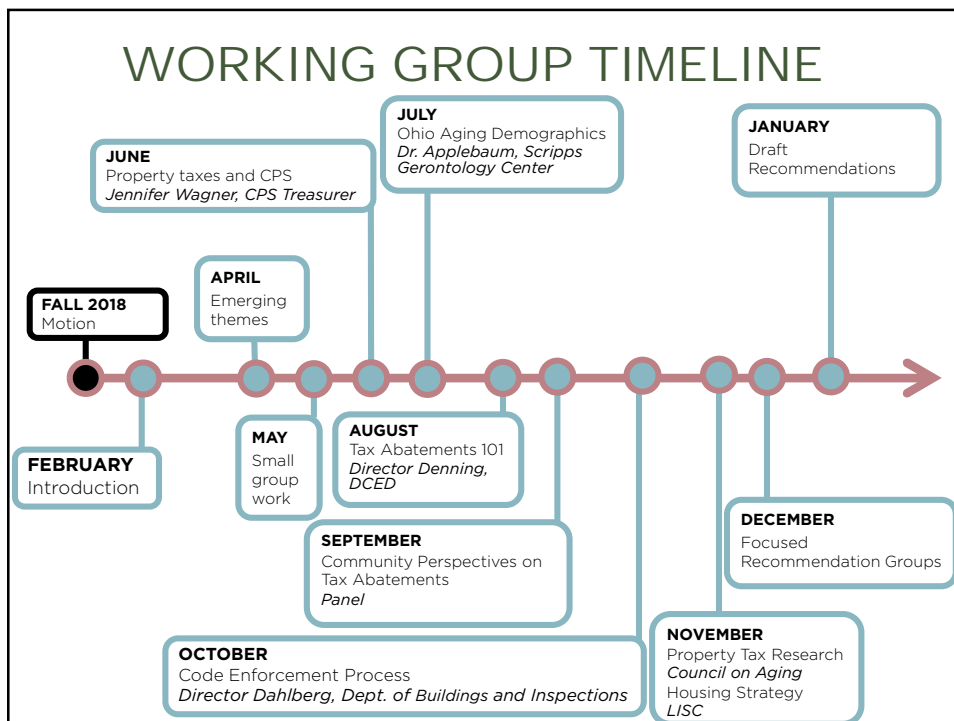 WORKING GROUP TIMELINE
FALL 2018
Motion
FEBRUARY
Introduction
APRIL
Emerging
themes
MAY
Small
group
work
JUNE
Property taxes and CPS
Jennifer Wagner, CPS Treasurer
JULY
Ohio Aging Demographics
Dr. Applebaum, Scripps
Gerontology Center
AUGUST
Tax Abatements 101
Director Denning,
DCED
SEPTEMBER
Community Perspectives on
Tax Abatements
Panel
OCTOBER
Code Enforcement Process
Director Dahlberg, Dept. of Buildings and Inspections
NOVEMBER
Property Tax Research
Council on Aging
Housing Strategy
LISC
DECEMBER
Focused
Recommendation Groups
JANUARY
Draft
Recommendations